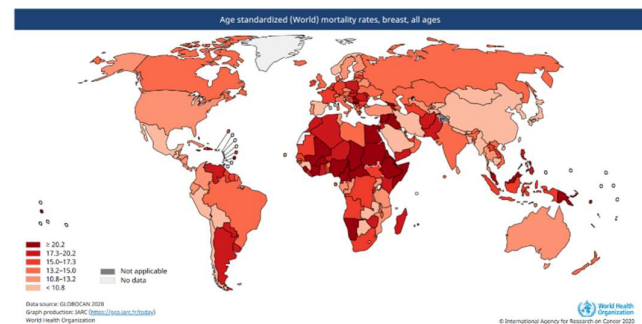 Age standardized (World) mortality rates, breast, all ages
≥ 20.2
17.3–20.2
15.0–17.3
13.2–15.0
10.8–13.2
< 10.8
Not applicable
No data
Data source: GLOBOCAN 2020
Graph production: IARC (https://gco.iarc.fr/today)
World Health Organization
World Health
Organization
© International Agency for Research on Cancer 2020